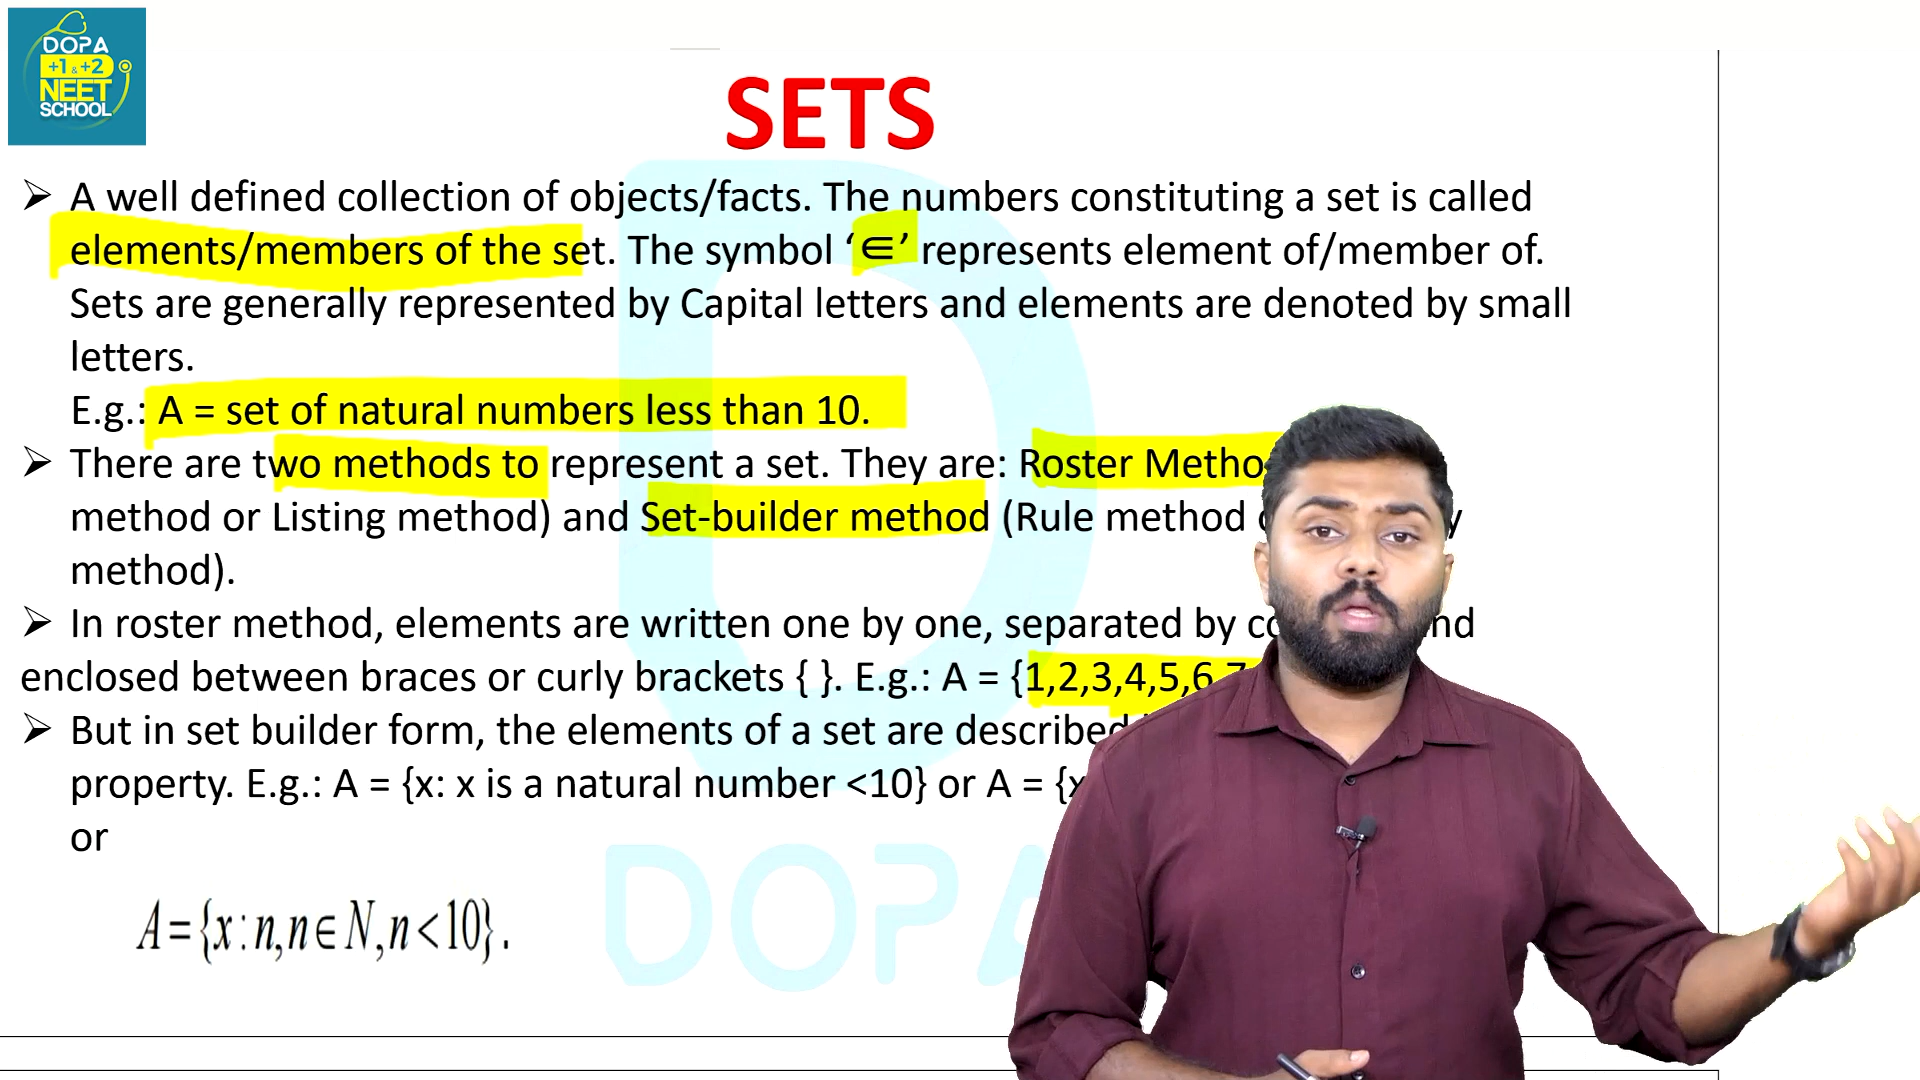 DOPA
+1 & +2
NEET
SCHOOL
SETS
➢ A well defined collection of objects/facts. The numbers constituting a set is called
elements/members of the set. The symbol ‘∈’ represents element of/member of.
Sets are generally represented by Capital letters and elements are denoted by small
letters.
E.g.: A = set of natural numbers less than 10.
➢ There are two methods to represent a set. They are: Roster
method or Listing method) and Set-builder method (Rule method
method).
➢ In roster method, elements are written one by one, separated by
enclosed between braces or curly brackets { }. E.g.: A = {1,2,3,4,5,6,7
➢ But in set builder form, the elements of a set are described
property. E.g.: A = {x: x is a natural number <10} or A = {x
or
A={x:n,n∈N,n<10}.
DOPA